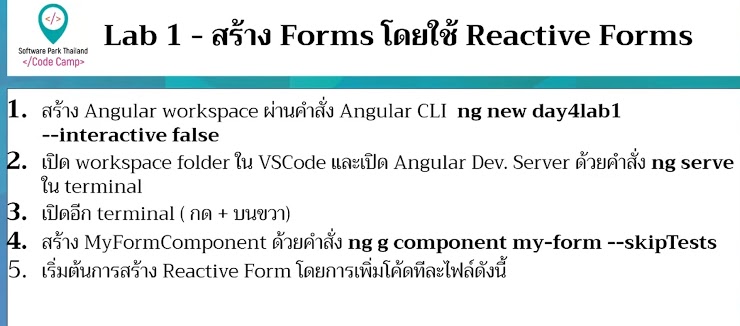 </>
Software Park Thailand
</Code Camp>
Lab 1 - สร้าง Forms โดยใช้ Reactive Forms
1. สร้าง Angular workspace ผ่านคำสั่ง Angular CLI ng new day4lab1
--interactive false
2. เปิด workspace folder ใน VSCode และเปิด Angular Dev. Server ด้วยคำสั่ง ng serve
ใน terminal
3. เปิดอีก terminal ( กด + บนขวา)
4. สร้าง MyFormComponent ด้วยคำสั่ง ng g component my-form --skipTests
5. เริ่มต้นการสร้าง Reactive Form โดยการเพิ่มโค้ดทีละไฟล์ดังนี้